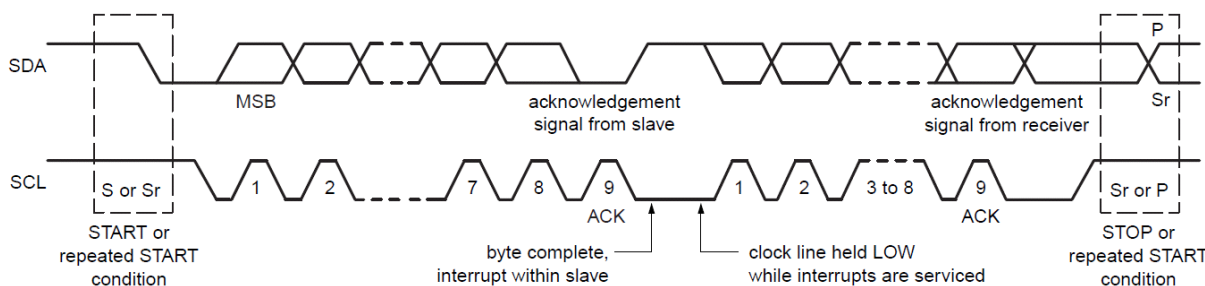 P
SDA
MSB
acknowledgement
signal from slave
acknowledgement
signal from receiver
Sr
SCL
S or Sr
1
2
7
8
9
1
2
3 to 8
9
Sr or P
ACK
ACK
START or
repeated START
condition
byte complete,
interrupt within slave
clock line held LOW
while interrupts are serviced
STOP or
repeated START
condition